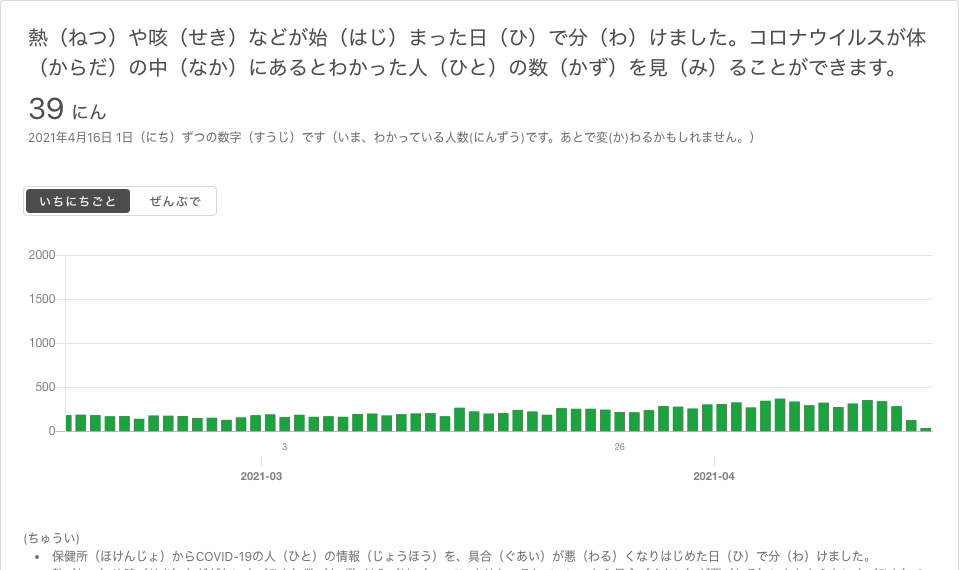 熱（ねつ）や咳（せき）などが始（はじ）まった日（ひ）で分（わ）けました。コロナウイルスが体
（からだ）の中（なか）にあるとわかった人（ひと）の数（かず）を見（み）ることができます。
39 にん
2021年4月16日 1日（にち）ずつの数字（すうじ）です（いま、わかっている人数(にんずう)です。あとで変(か)わるかもしれません。）
いちにちごと ぜんぶで
2000
1500
1000
500
0
3 26
2021-03 2021-04
(ちゅうい)
• 保健所（ほけんじょ）からCOVID-19の人（ひと）の情報（じょうほう）を、具合（ぐあい）が悪（わる）くなりはじめた日（ひ）で分（わ）けました。